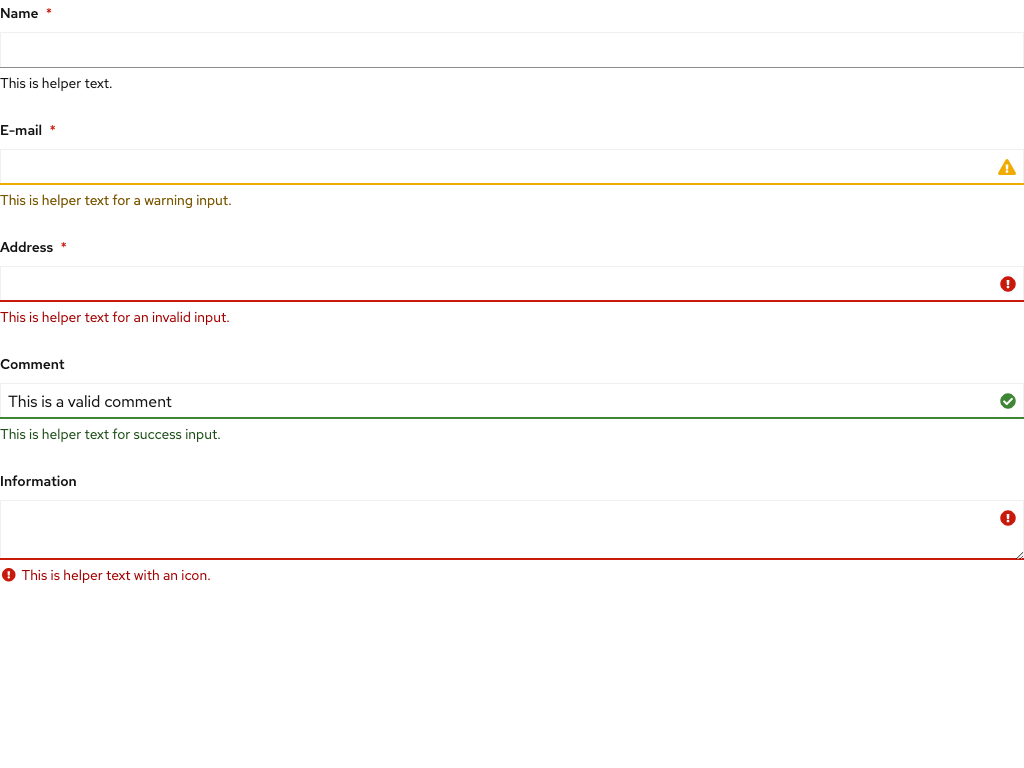 Name *
This is helper text.
E-mail *
This is helper text for a warning input.
Address *
This is helper text for an invalid input.
Comment
This is a valid comment
This is helper text for success input.
Information
This is helper text with an icon.